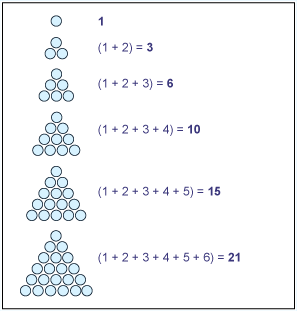 1
(1 + 2) = 3
(1 + 2 + 3) = 6
(1 + 2 + 3 + 4) = 10
(1 + 2 + 3 + 4 + 5) = 15
(1 + 2 + 3 + 4 + 5 + 6) = 21